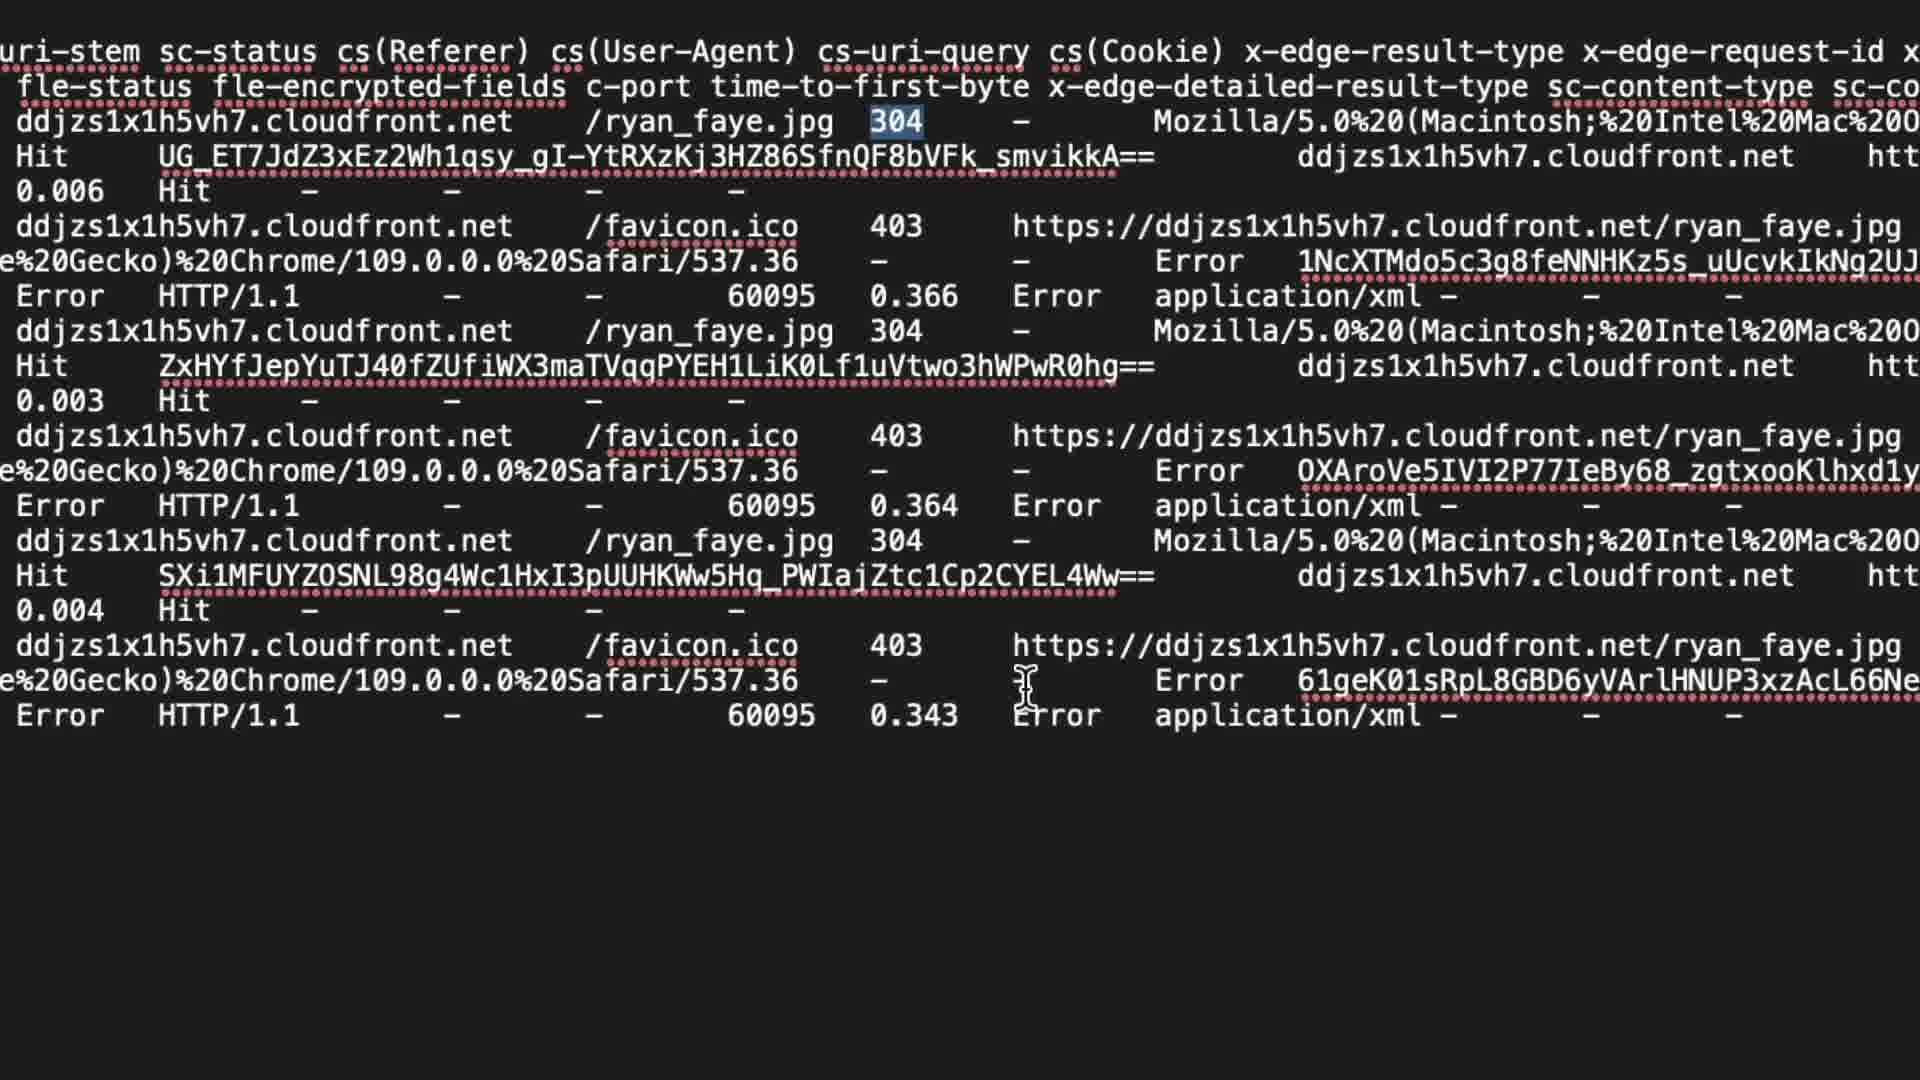 uri-stem sc-status cs(Referer) cs(User-Agent) cs-uri-query cs(Cookie) x-edge-result-type x-edge-request-id x
fle-status fle-encrypted-fields c-port time-to-first-byte x-edge-detailed-result-type sc-content-type sc-co
ddjzs1x1h5vh7.cloudfront.net /ryan_faye.jpg 304 - Mozilla/5.0%20(Macintosh;%20Intel%20Mac%20O
Hit UG_ET7JdZ3xEz2Wh1qsy_gI-YtRXzKj3HZ86SfnQF8bVFk_smvikkA== ddjzs1x1h5vh7.cloudfront.net htt
0.006 Hit - - - -
ddjzs1x1h5vh7.cloudfront.net /favicon.ico 403 https://ddjzs1x1h5vh7.cloudfront.net/ryan_faye.jpg
e%20Gecko)%20Chrome/109.0.0.0%20Safari/537.36 - - Error 1NcXTMdo5c3g8feNNHKz5s_uUcvkIkNg2UJ
Error HTTP/1.1 - - 60095 0.366 Error application/xml - - -
ddjzs1x1h5vh7.cloudfront.net /ryan_faye.jpg 304 - Mozilla/5.0%20(Macintosh;%20Intel%20Mac%20O
Hit ZxHYfJepYuTJ40fZUfiWX3maTVqgPYEH1LiK0Lf1uVtwo3hWPwR0hg== ddjzs1x1h5vh7.cloudfront.net htt
0.003 Hit - - - -
ddjzs1x1h5vh7.cloudfront.net /favicon.ico 403 https://ddjzs1x1h5vh7.cloudfront.net/ryan_faye.jpg
e%20Gecko)%20Chrome/109.0.0.0%20Safari/537.36 - - Error OXAroVe5IVI2P77IeBy68_zgtxooKlhxd1y
Error HTTP/1.1 - - 60095 0.364 Error application/xml - - -
ddjzs1x1h5vh7.cloudfront.net /ryan_faye.jpg 304 - Mozilla/5.0%20(Macintosh;%20Intel%20Mac%20O
Hit SXi1MFUYZOSNL98g4Wc1HxI3pUUHKWw5Hq_PWIajZtc1Cp2CYEL4Ww== ddjzs1x1h5vh7.cloudfront.net htt
0.004 Hit - - - -
ddjzs1x1h5vh7.cloudfront.net /favicon.ico 403 https://ddjzs1x1h5vh7.cloudfront.net/ryan_faye.jpg
e%20Gecko)%20Chrome/109.0.0.0%20Safari/537.36 - - Error 61geK01sRpL8GBD6yVArlHNUP3xzAcL66Ne
Error HTTP/1.1 - - 60095 0.343 Error application/xml - - -